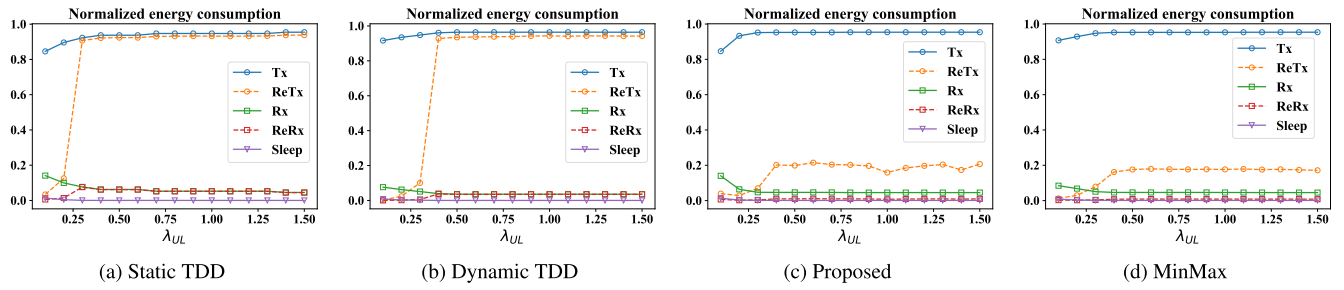 Normalized energy consumption
1.0
0.8
0.6
0.4
0.2
0.0
Tx
ReTx
Rx
ReRx
Sleep
0.25 0.50 0.75 1.00 1.25 1.50
λ_UL
(a) Static TDD
Normalized energy consumption
1.0
0.8
0.6
0.4
0.2
0.0
Tx
ReTx
Rx
ReRx
Sleep
0.25 0.50 0.75 1.00 1.25 1.50
λ_UL
(b) Dynamic TDD
Normalized energy consumption
1.0
0.8
0.6
0.4
0.2
0.0
Tx
ReTx
Rx
ReRx
Sleep
0.25 0.50 0.75 1.00 1.25 1.50
λ_UL
(c) Proposed
Normalized energy consumption
1.0
0.8
0.6
0.4
0.2
0.0
Tx
ReTx
Rx
ReRx
Sleep
0.25 0.50 0.75 1.00 1.25 1.50
λ_UL
(d) MinMax